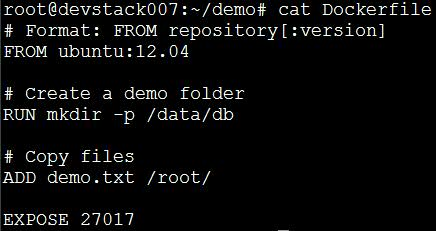 root@devstack007:~/demo# cat Dockerfile
# Format: FROM repository[:version]
FROM ubuntu:12.04
# Create a demo folder
RUN mkdir -p /data/db
# Copy files
ADD demo.txt /root/
EXPOSE 27017